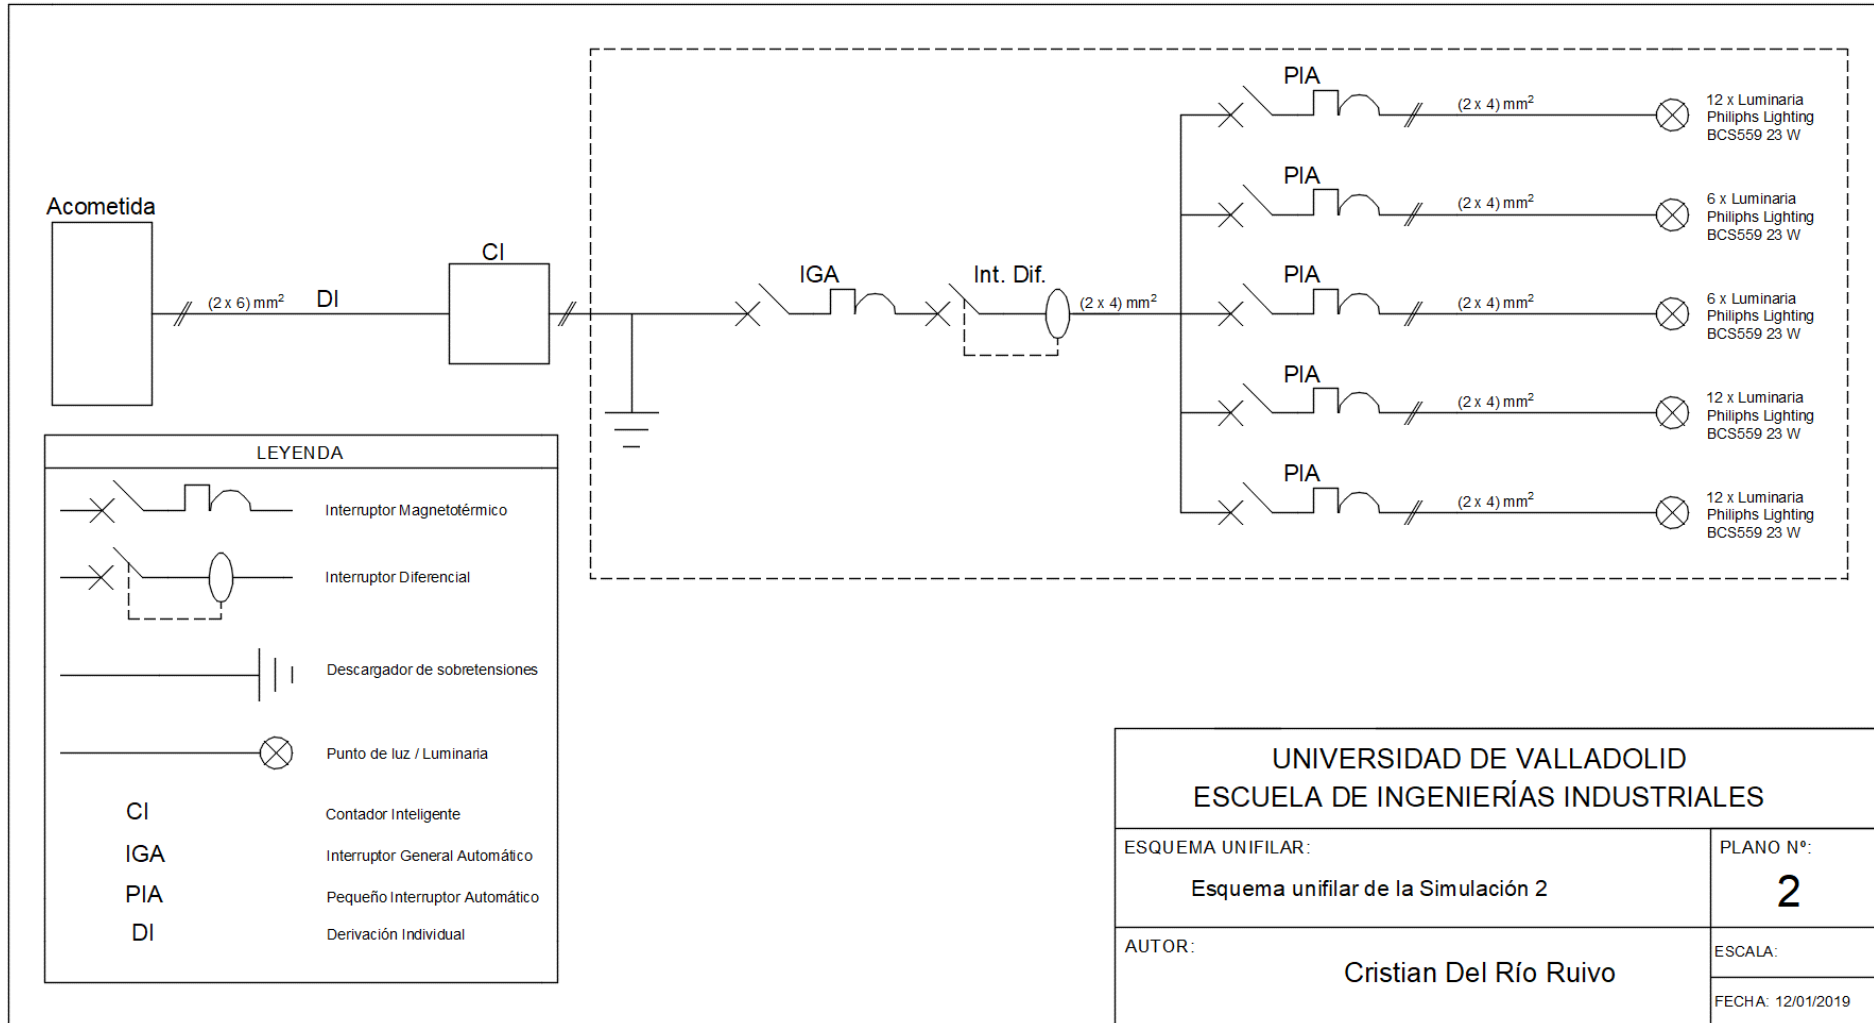 Acometida
(2 x 6) mm²
DI
CI
IGA
Int. Dif.
(2 x 4) mm²
PIA
(2 x 4) mm²
12 x Luminaria
Philiphs Lighting
BCS559 23 W
PIA
(2 x 4) mm²
6 x Luminaria
Philiphs Lighting
BCS559 23 W
PIA
(2 x 4) mm²
6 x Luminaria
Philiphs Lighting
BCS559 23 W
PIA
(2 x 4) mm²
12 x Luminaria
Philiphs Lighting
BCS559 23 W
PIA
(2 x 4) mm²
12 x Luminaria
Philiphs Lighting
BCS559 23 W
LEYENDA
Interruptor Magnetotérmico
Interruptor Diferencial
Descargador de sobretensiones
Punto de luz / Luminaria
CI Contador Inteligente
IGA Interruptor General Automático
PIA Pequeño Interruptor Automático
DI Derivación Individual
UNIVERSIDAD DE VALLADOLID
ESCUELA DE INGENIERÍAS INDUSTRIALES
ESQUEMA UNIFILAR:
Esquema unifilar de la Simulación 2
PLANO Nº:
2
AUTOR:
Cristian Del Río Ruivo
ESCALA:
FECHA: 12/01/2019